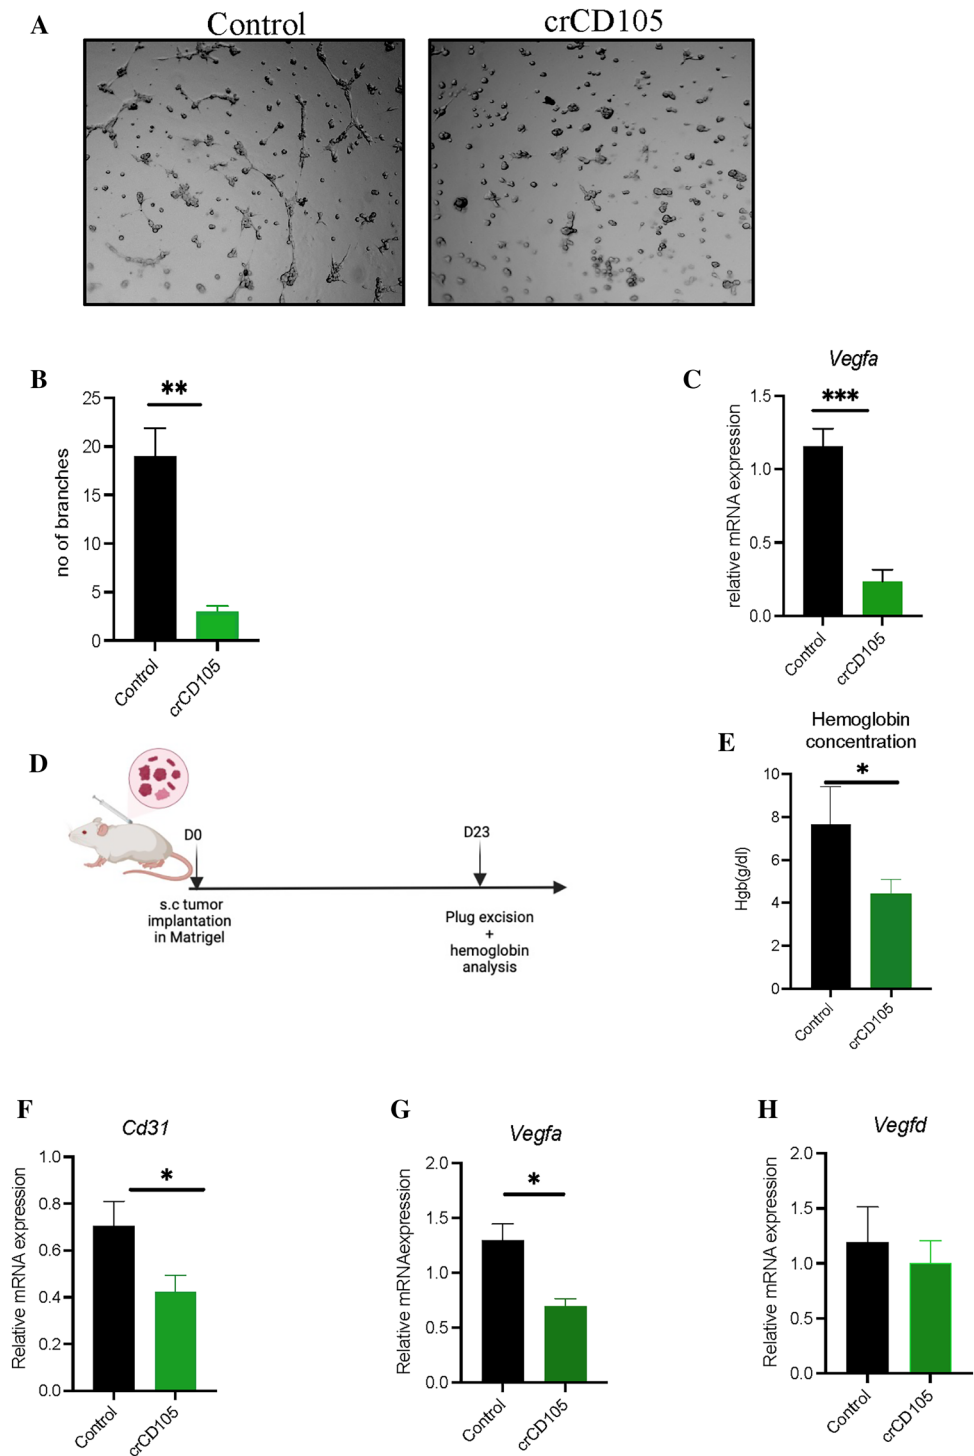 A
Control
crCD105
B
**
25
20
15
10
5
0
no of branches
Control
crCD105
C
Vegfa
***
1.5
1.0
0.5
0.0
relative mRNA expression
Control
crCD105
D
D0
D23
s.c tumor
implantation
in Matrigel
Plug excision
+
hemoglobin
analysis
E
Hemoglobin
concentration
*
10
8
6
4
2
0
Hgb(g/dl)
Control
crCD105
F
Cd31
*
1.0
0.8
0.6
0.4
0.2
0.0
Relative mRNA expression
Control
crCD105
G
Vegfa
*
2.0
1.5
1.0
0.5
0.0
Relative mRNAexpression
Control
crCD105
H
Vegfd
2.0
1.5
1.0
0.5
0.0
Relative mRNA expression
Control
crCD105